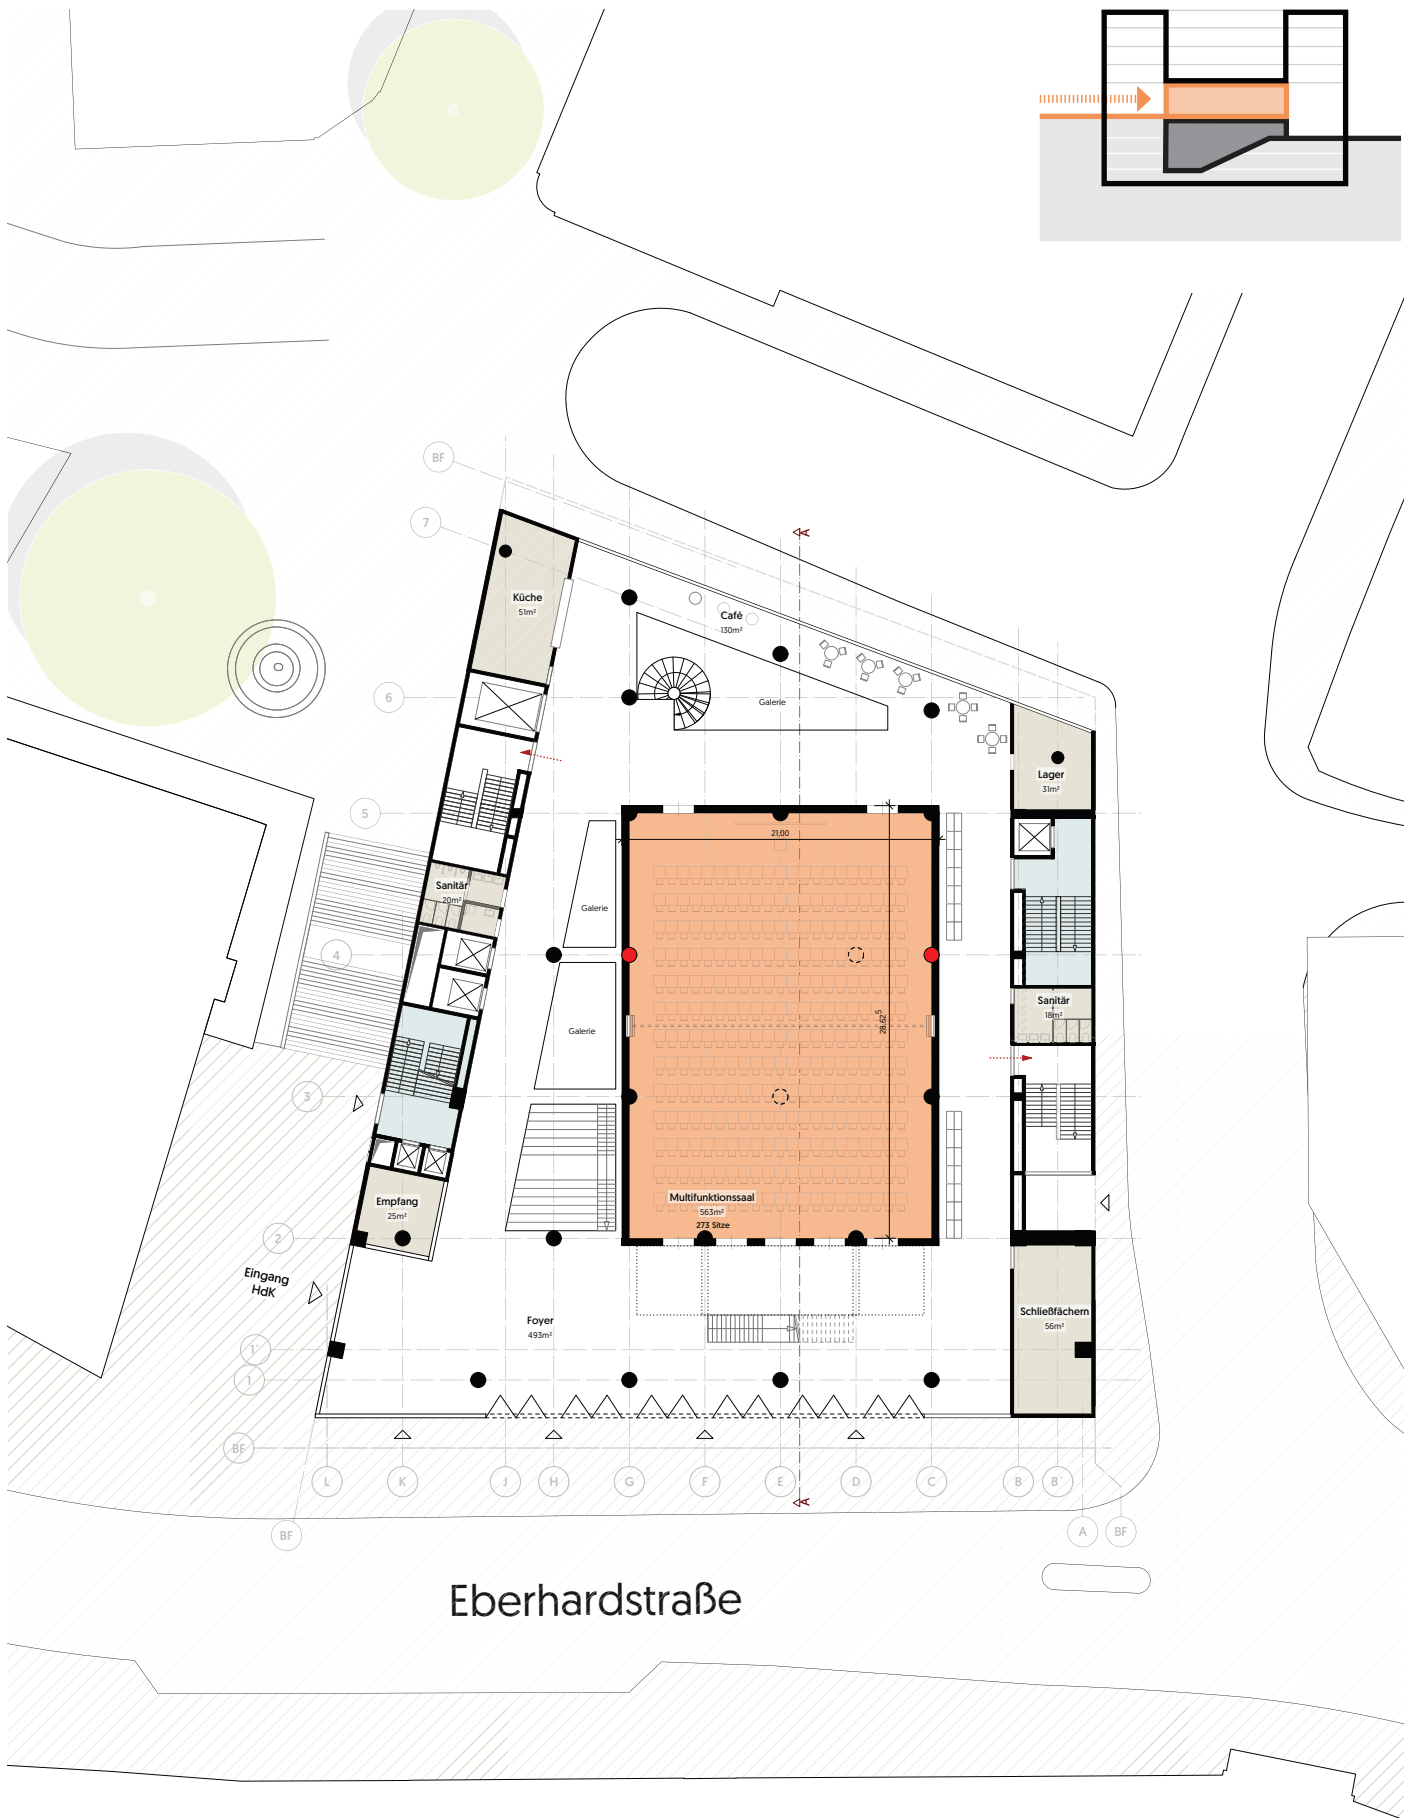 BF
7
A
Küche
51m²
Café
130m²
6
Galerie
Lager
31m²
5
21,00
Sanitär
20m²
Galerie
4
Sanitär
18m²
Galerie
28,62⁵
3
Empfang
25m²
Multifunktionssaal
563m²
273 Sitze
2
Eingang
HdK
Foyer
493m²
Schließfächern
56m²
1´
1
BF
L
K
J
H
G
F
E
D
C
B
B´
A
BF
A
BF
Eberhardstraße